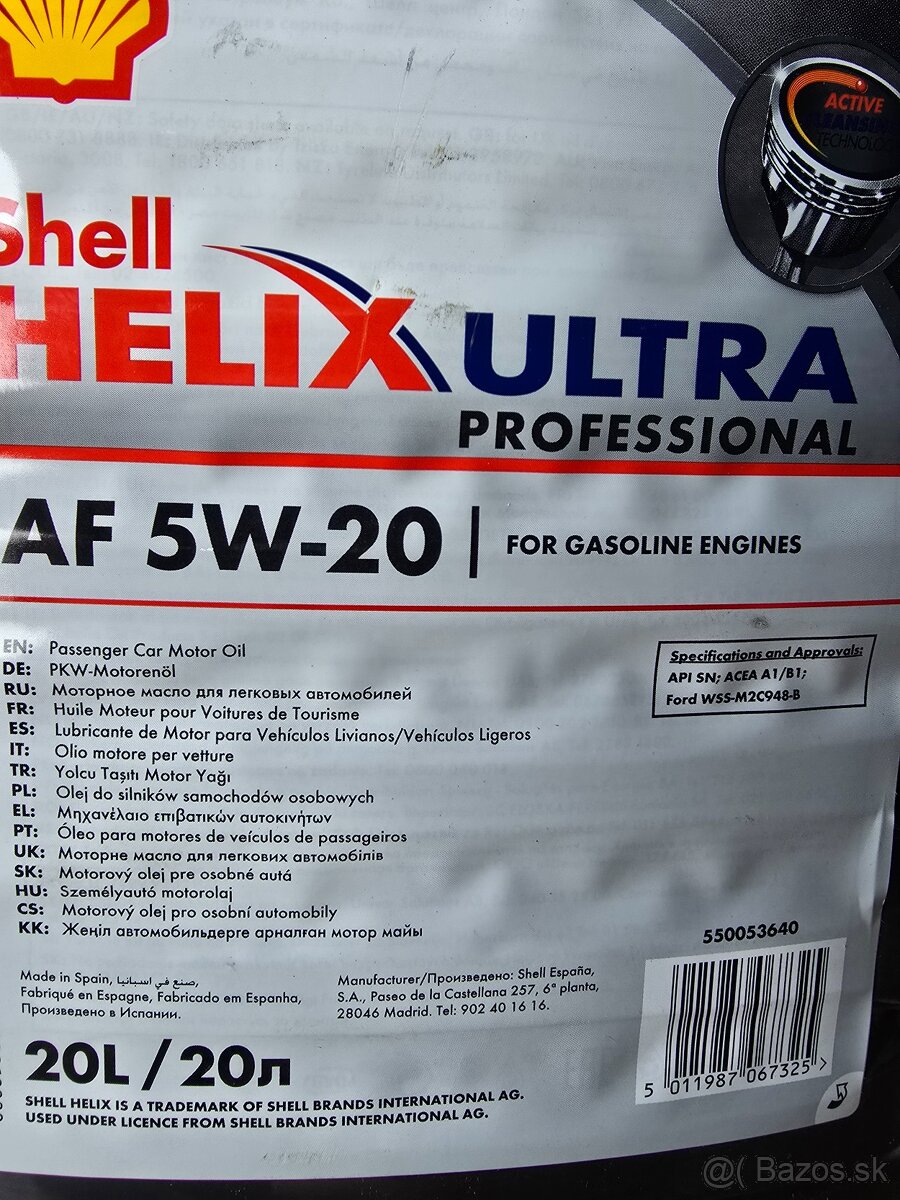 ACTIVE
CLEANSING
TECHNOLOGY
Shell
HELIX ULTRA
PROFESSIONAL
AF 5W-20 | FOR GASOLINE ENGINES
EN: Passenger Car Motor Oil
DE: PKW-Motorenöl
RU: Моторное масло для легковых автомобилей
FR: Huile Moteur pour Voitures de Tourisme
ES: Lubricante de Motor para Vehículos Livianos/Vehículos Ligeros
IT: Olio motore per vetture
TR: Yolcu Taşıtı Motor Yağı
PL: Olej do silników samochodów osobowych
EL: Μηχανέλαιο επιβατικών αυτοκινήτων
PT: Óleo para motores de veículos de passageiros
UK: Моторне масло для легкових автомобілів
SK: Motorový olej pre osobné autá
HU: Személyautó motorolaj
CS: Motorový olej pro osobní automobily
KK: Жеңіл автомобильдерге арналған мотор майы
Specifications and Approvals:
API SN; ACEA A1/B1;
Ford WSS-M2C948-B
Made in Spain, صنع في اسبانيا,
Fabriqué en Espagne, Fabricado em Espanha,
Произведено в Испании.
Manufacturer/Произведено: Shell España,
S.A., Paseo de la Castellana 257, 6ª planta,
28046 Madrid. Tel: 902 40 16 16.
550053640
5 011987 067325 >
20L / 20л
SHELL HELIX IS A TRADEMARK OF SHELL BRANDS INTERNATIONAL AG.
USED UNDER LICENCE FROM SHELL BRANDS INTERNATIONAL AG.
@( Bazos.sk